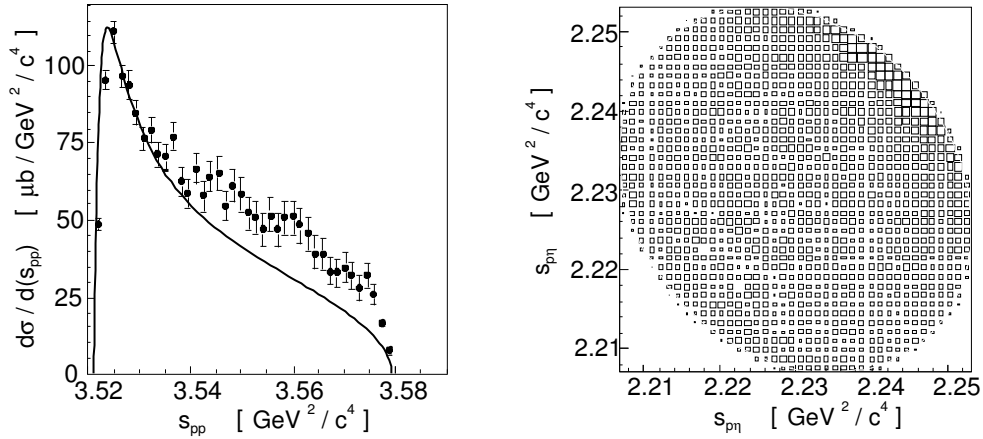 dσ / d(s_pp)   [ μb / GeV² / c⁴ ]
100
75
50
25
0
3.52 3.54 3.56 3.58
s_pp   [ GeV² / c⁴ ]
s_pη   [ GeV² / c⁴ ]
2.25
2.24
2.23
2.22
2.21
2.21 2.22 2.23 2.24 2.25
s_pη   [ GeV² / c⁴ ]